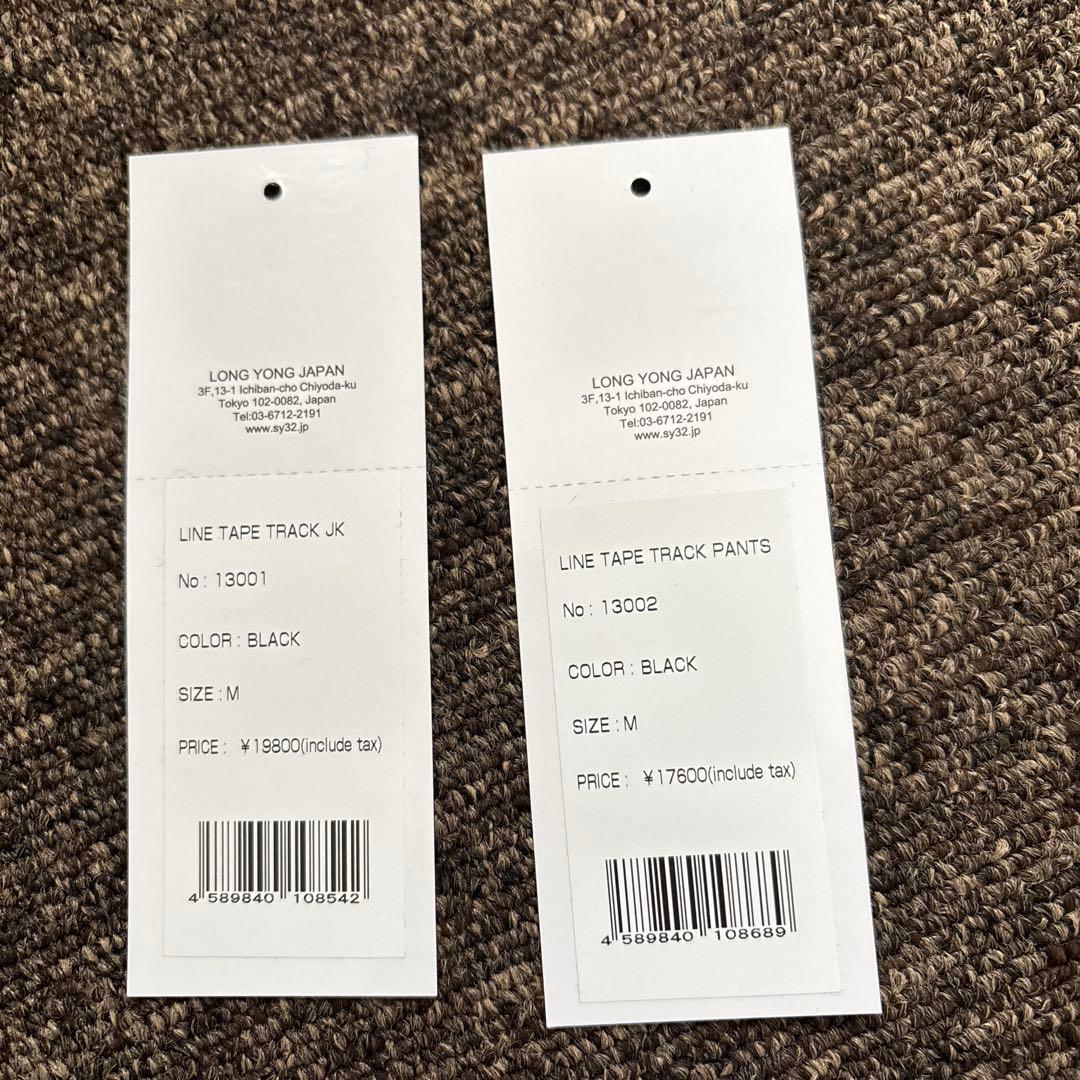 LONG YONG JAPAN
3F,13-1 Ichiban-cho Chiyoda-ku
Tokyo 102-0082, Japan
Tel:03-6712-2191
www.sy32.jp
LINE TAPE TRACK JK
No : 13001
COLOR : BLACK
SIZE : M
PRICE : ¥19800(include tax)
4 589840 108542
LONG YONG JAPAN
3F,13-1 Ichiban-cho Chiyoda-ku
Tokyo 102-0082, Japan
Tel:03-6712-2191
www.sy32.jp
LINE TAPE TRACK PANTS
No : 13002
COLOR : BLACK
SIZE : M
PRICE : ¥17600(include tax)
4 589840 108689